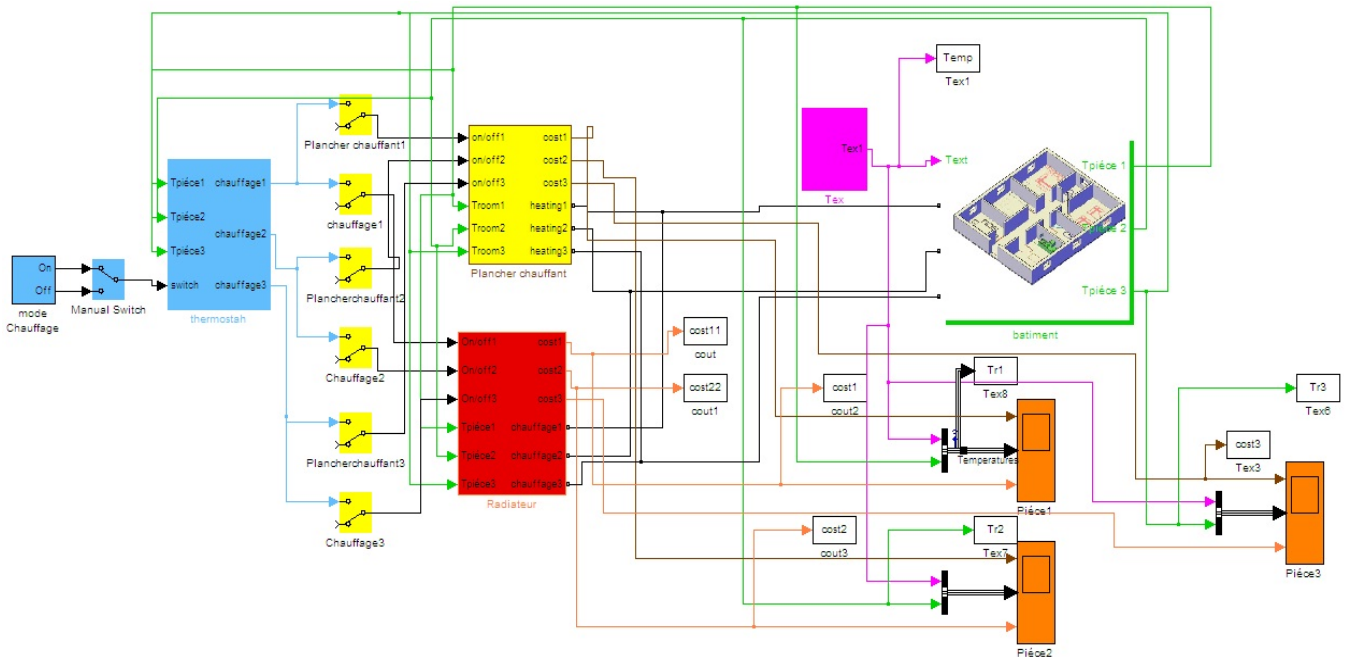 On
Off
mode
Chauffage
Manual Switch
Tpiéce1
Tpiéce2
Tpiéce3
switch
chauffage1
chauffage2
chauffage3
thermostah
Plancher chauffant1
chauffage1
Plancherchauffant2
Chauffage2
Plancherchauffant3
Chauffage3
on/off1
on/off2
on/off3
Troom1
Troom2
Troom3
cost1
cost2
cost3
heating1
heating2
heating3
Plancher chauffant
On/off1
On/off2
On/off3
Tpiéce1
Tpiéce2
Tpiéce3
cost1
cost2
cost3
chauffage1
chauffage2
chauffage3
Radiateur
cost11
cout
cost22
cout1
Tex1
Tex
Temp
Tex1
Text
Tpiéce 1
Tpiéce 2
Tpiéce 3
batiment
cost1
cout2
Tr1
Tex8
2
Temperatures
Piéce1
cost2
cout3
Tr2
Tex7
Piéce2
Tr3
Tex6
cost3
Tex3
Piéce3